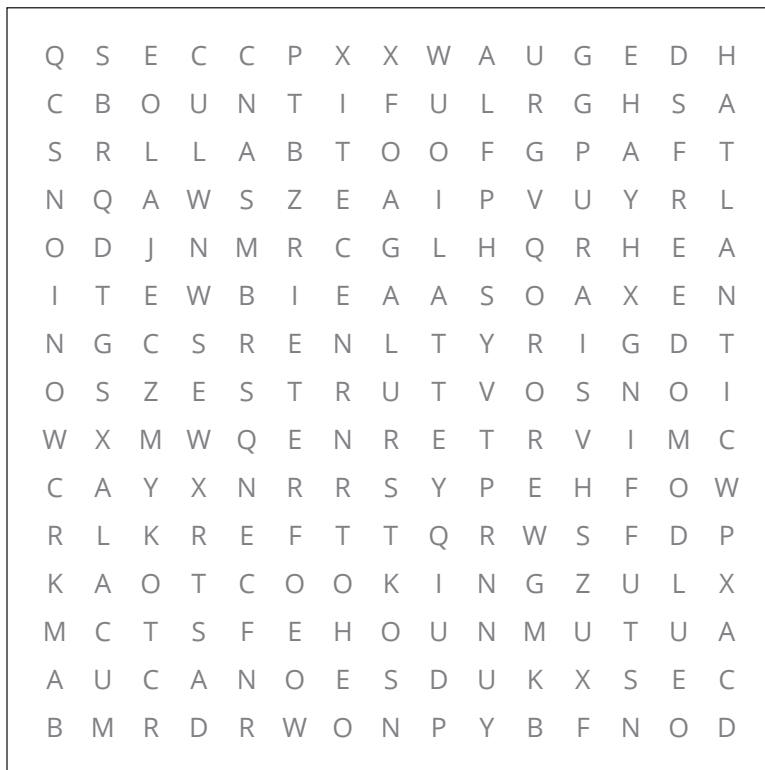 Q S E C C P X X W A U G E D H
C B O U N T I F U L R G H S A
S R L L A B T O O F G P A F T
N Q A W S Z E A I P V U Y R L
O D J N M R C G L H Q R H E A
I T E W B I E A A S O A X E N
N G C S R E N L T Y R I G D T
O S Z E S T R U T V O S N O I
W X M W Q E N R E T R V I M C
C A Y X N R R S Y P E H F O W
R L K R E F T T Q R W S F D P
K A O T C O O K I N G Z U L X
M C T S F E H O U N M U T U A
A U C A N O E S D U K X S E C
B M R D R W O N P Y B F N O D